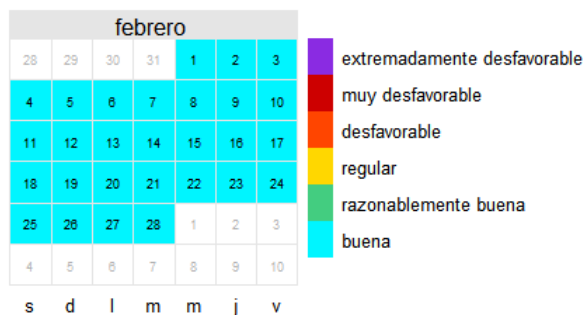 febrero
28 29 30 31 1 2 3
4 5 6 7 8 9 10
11 12 13 14 15 16 17
18 19 20 21 22 23 24
25 26 27 28 1 2 3
4 5 6 7 8 9 10
s d l m m j v
extremadamente desfavorable
muy desfavorable
desfavorable
regular
razonablemente buena
buena